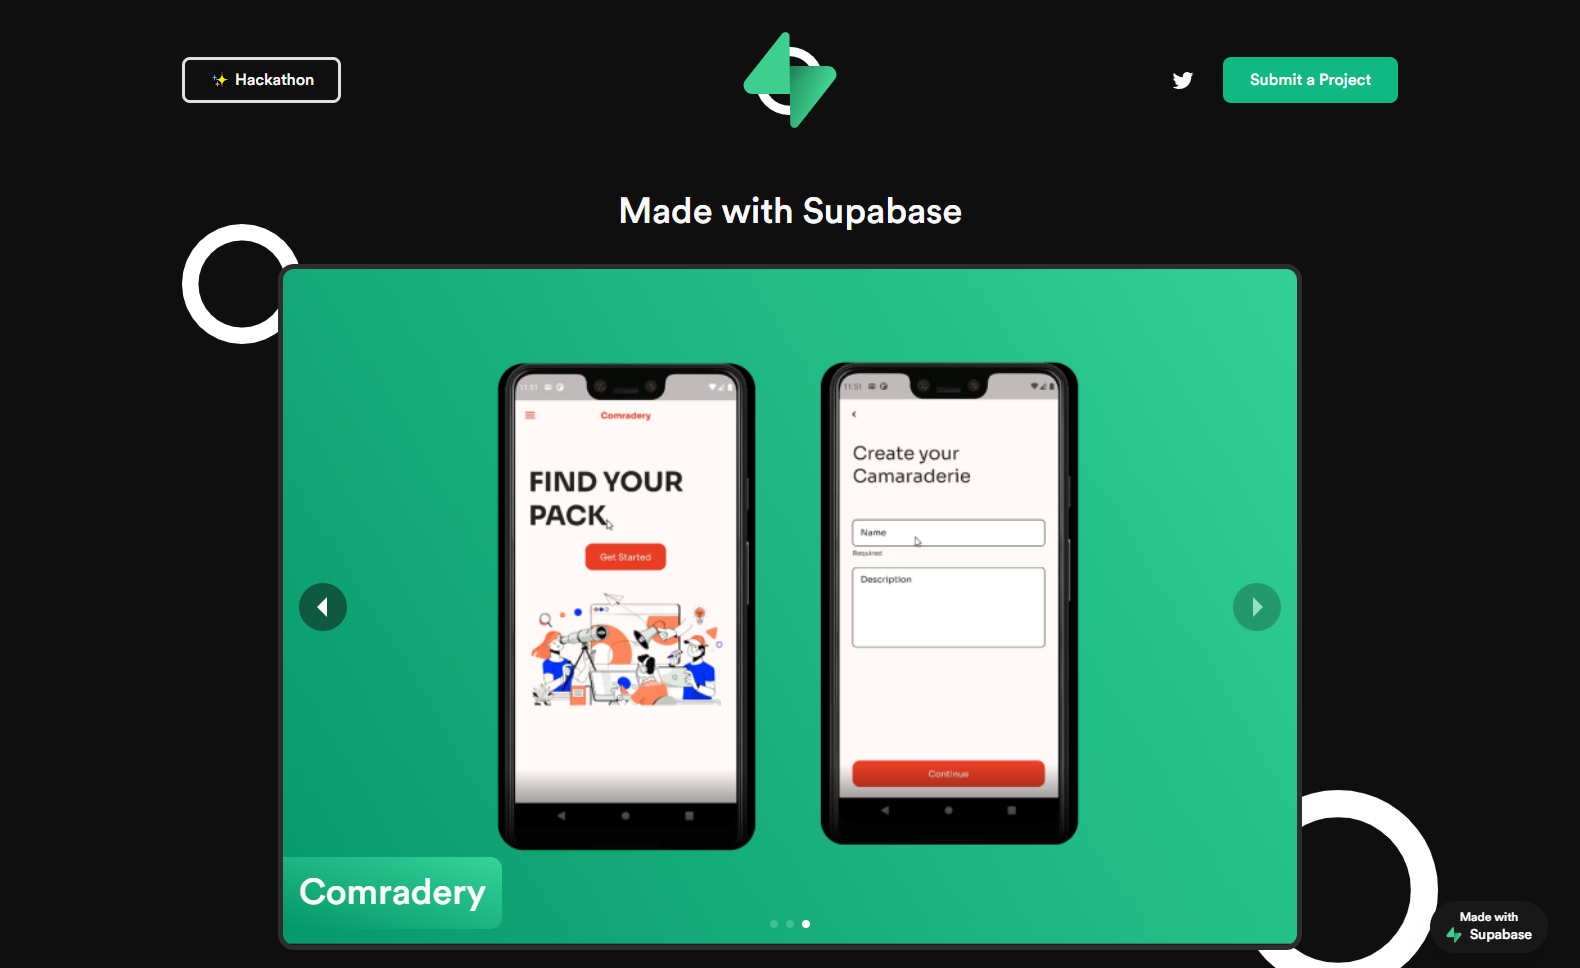 ✨ Hackathon
Submit a Project
Made with Supabase
11:51
Comradery
FIND YOUR
PACK
Get Started
11:51
Create your
Camaraderie
Name
Required
Description
Continue
Comradery
Made with
Supabase